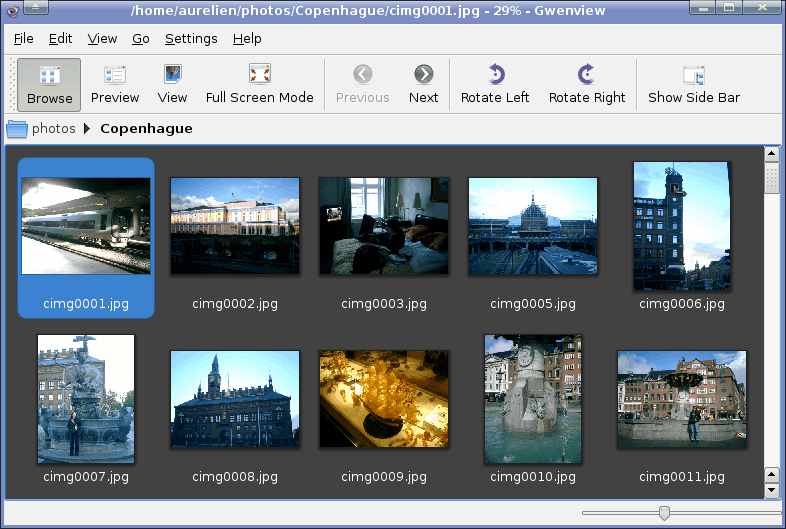 /home/aurelien/photos/Copenhague/cimg0001.jpg - 29% - Gwenview
File Edit View Go Settings Help
Browse Preview View Full Screen Mode Previous Next Rotate Left Rotate Right Show Side Bar
photos Copenhague
cimg0001.jpg cimg0002.jpg cimg0003.jpg cimg0005.jpg cimg0006.jpg
cimg0007.jpg cimg0008.jpg cimg0009.jpg cimg0010.jpg cimg0011.jpg